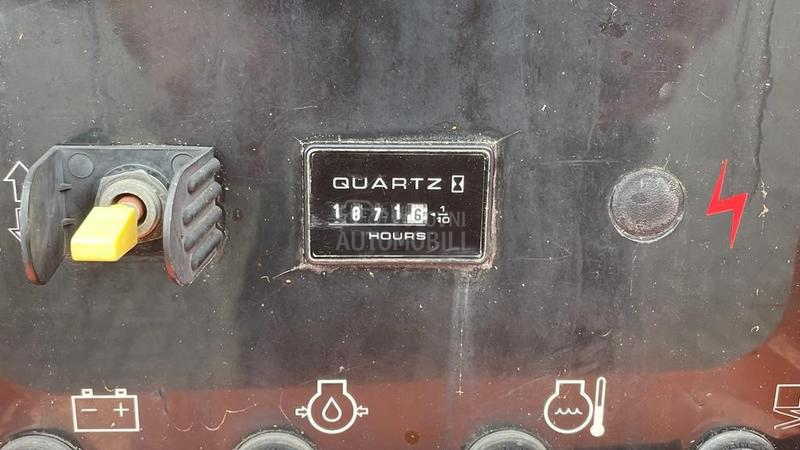 QUARTZ
18716 1/10
HOURS
AUTOMOBILI